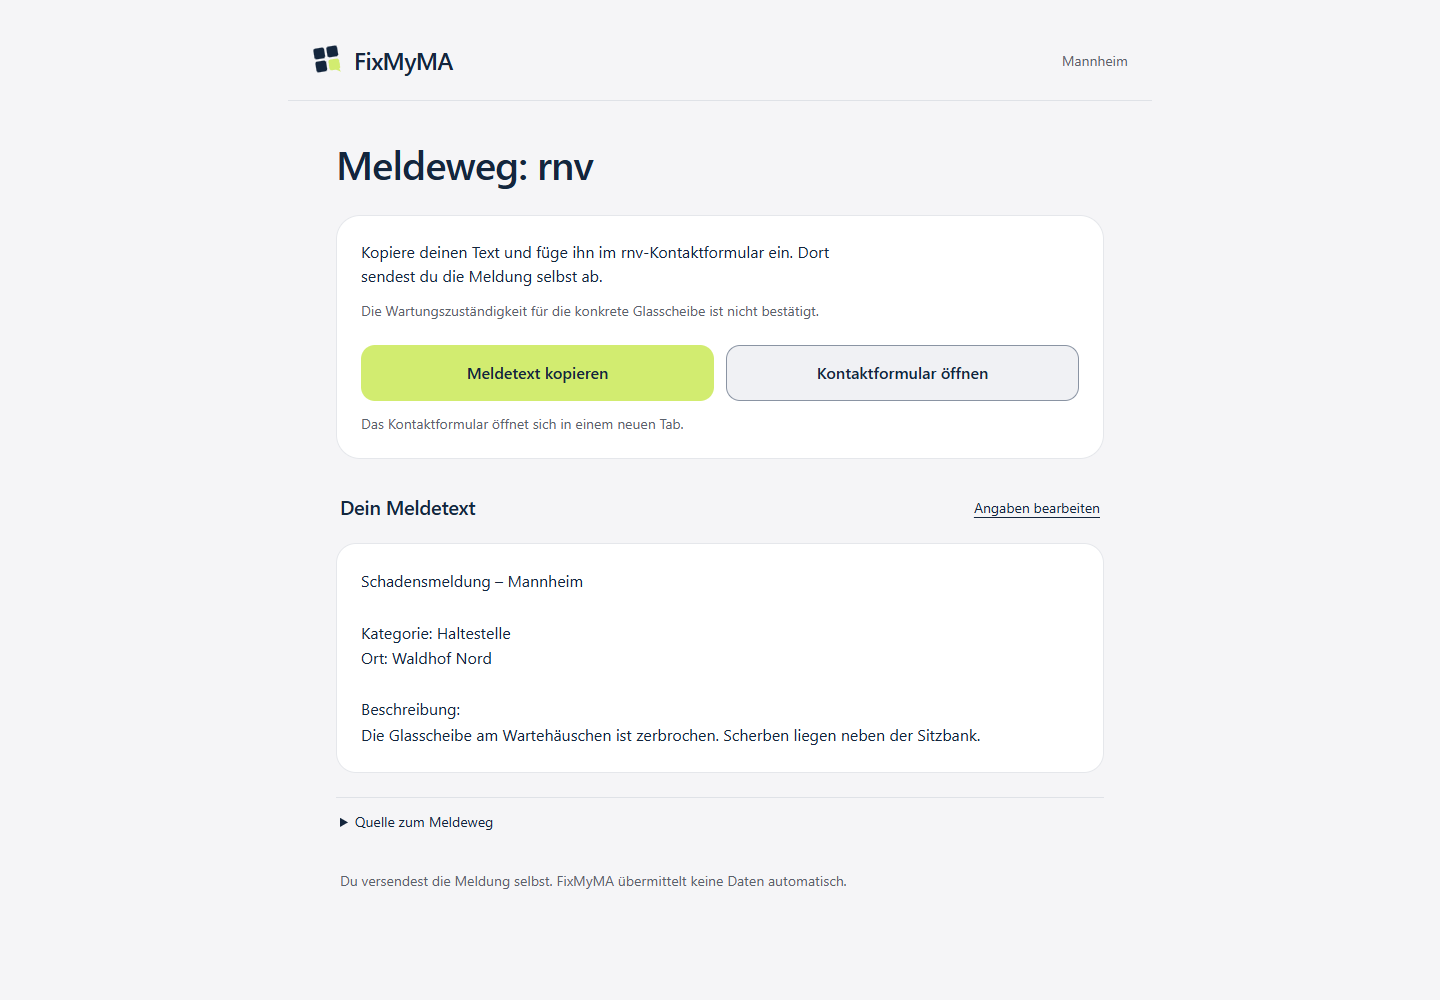 FixMyMA
Mannheim
Meldeweg: rnv
Kopiere deinen Text und füge ihn im rnv-Kontaktformular ein. Dort
sendest du die Meldung selbst ab.
Die Wartungszuständigkeit für die konkrete Glasscheibe ist nicht bestätigt.
Meldetext kopieren
Kontaktformular öffnen
Das Kontaktformular öffnet sich in einem neuen Tab.
Dein Meldetext
Angaben bearbeiten
Schadensmeldung – Mannheim
Kategorie: Haltestelle
Ort: Waldhof Nord
Beschreibung:
Die Glasscheibe am Wartehäuschen ist zerbrochen. Scherben liegen neben der Sitzbank.
Quelle zum Meldeweg
Du versendest die Meldung selbst. FixMyMA übermittelt keine Daten automatisch.